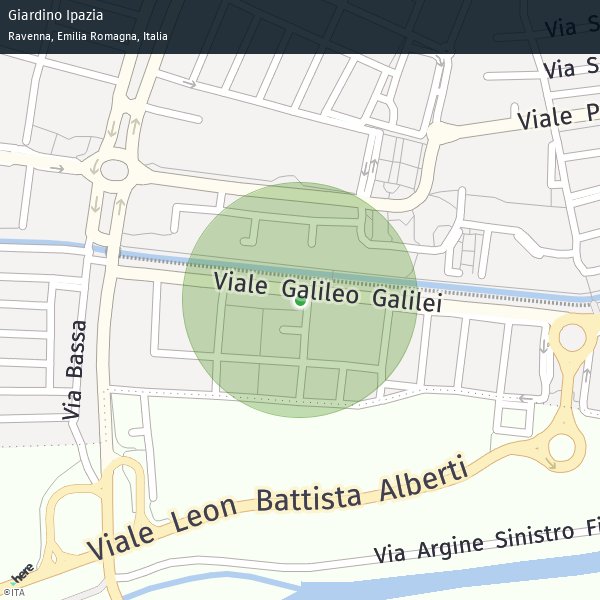 Giardino Ipazia
Ravenna, Emilia Romagna, Italia
Via S
Via S
Viale P
Viale Galileo Galilei
Via Bassa
Viale Leon Battista Alberti
Via Argine Sinistro Fi
here
©ITA